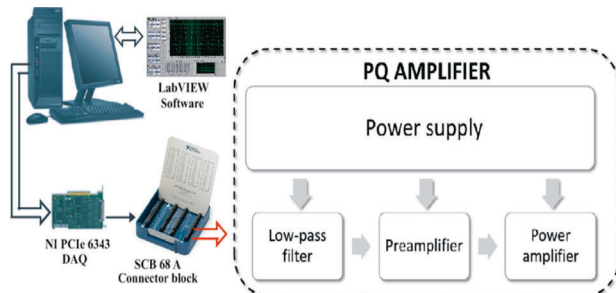 LabVIEW
Software
NI PCIe 6343
DAQ
SCB 68 A
Connector block
PQ AMPLIFIER
Power supply
Low-pass
filter
Preamplifier
Power
amplifier